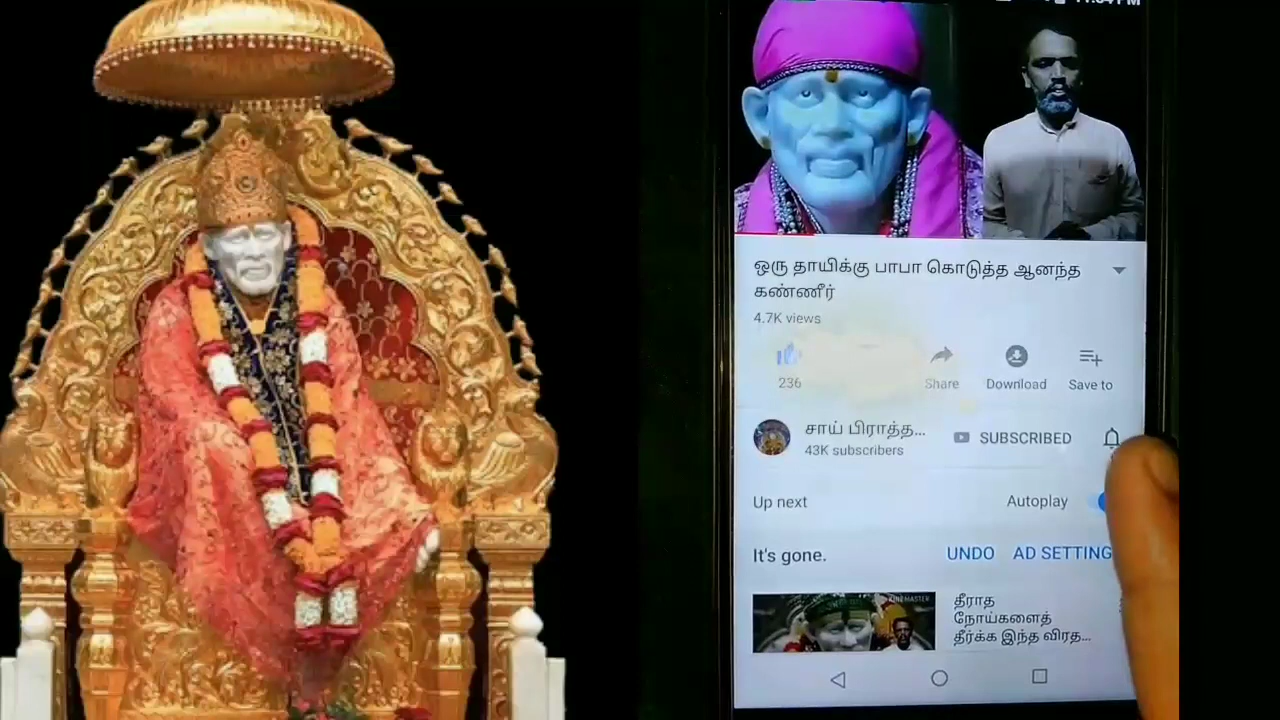 ஒரு தாயிக்கு பாபா கொடுத்த ஆனந்த
கண்ணீர்
4.7K views
236
Share
Download
Save to
சாய் பிராத்த...
43K subscribers
SUBSCRIBED
Up next
Autoplay
It's gone.
UNDO
AD SETTING
KINEMASTER
தீராத
நோய்களைத்
தீர்க்க இந்த விரத...